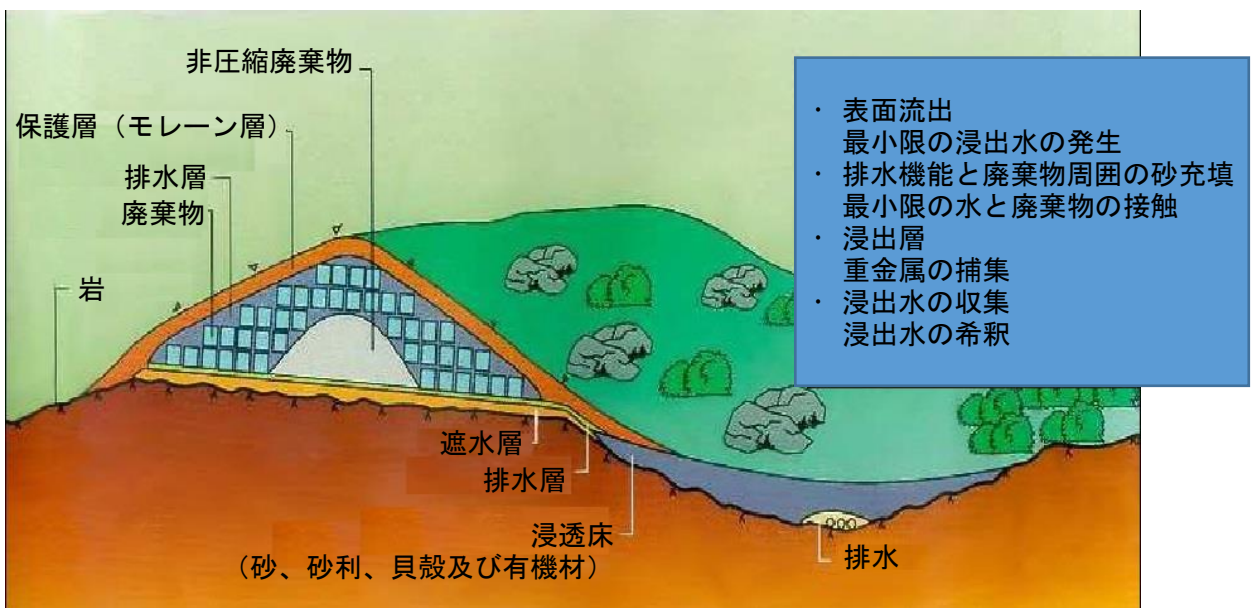 非圧縮廃棄物
保護層（モレーン層）
排水層
廃棄物
岩
・ 表面流出
最小限の浸出水の発生
・ 排水機能と廃棄物周囲の砂充填
最小限の水と廃棄物の接触
・ 浸出層
重金属の捕集
・ 浸出水の収集
浸出水の希釈
遮水層
排水層
浸透床
（砂、砂利、貝殻及び有機材）
排水